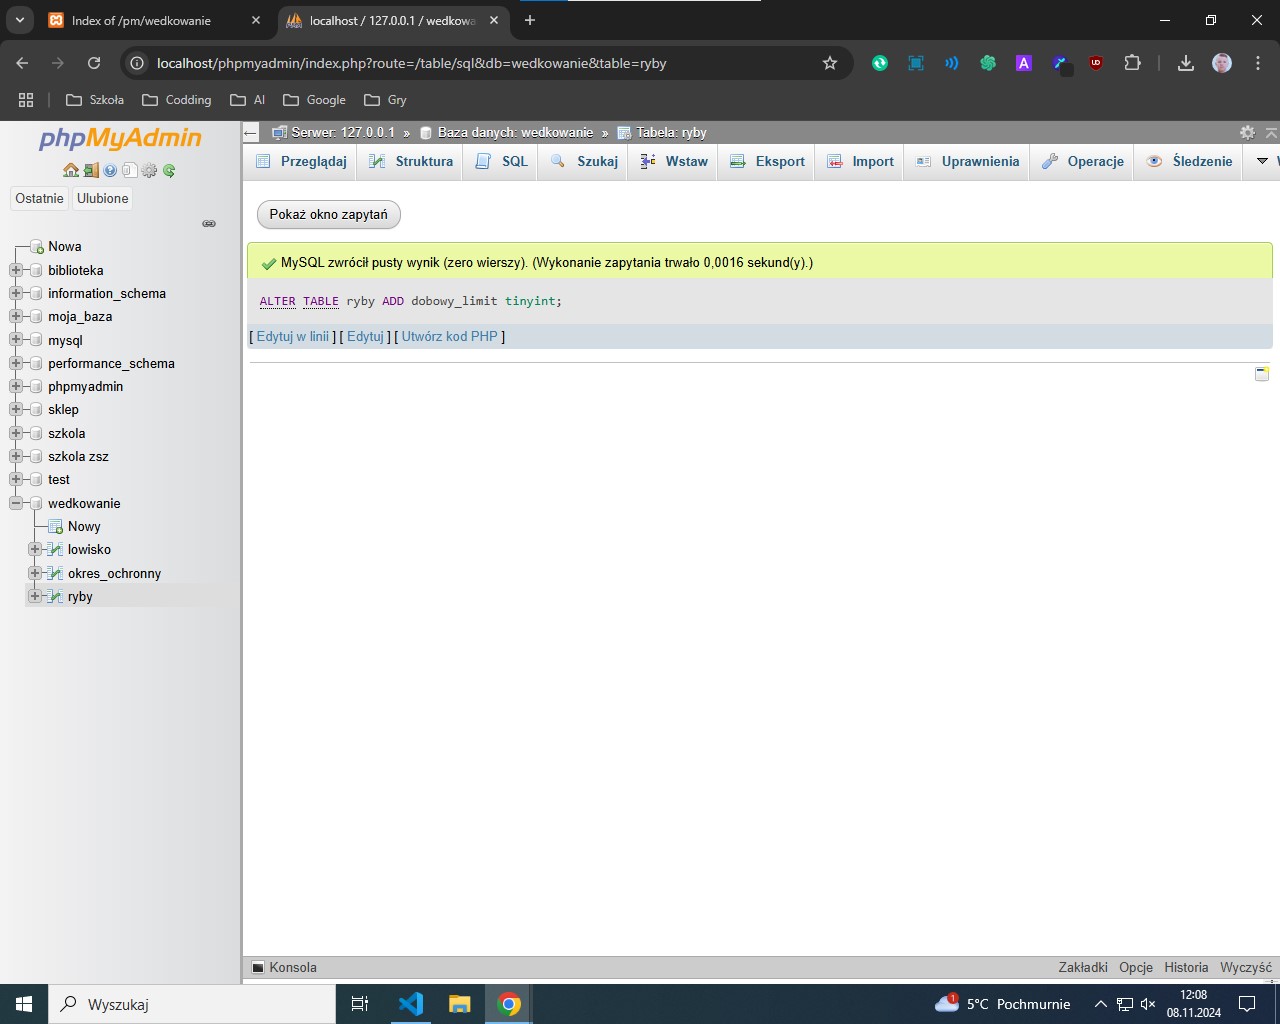 Index of /pm/wedkowanie
localhost / 127.0.0.1 / wedkowa
localhost/phpmyadmin/index.php?route=/table/sql&db=wedkowanie&table=ryby
Szkoła
Codding
AI
Google
Gry
phpMyAdmin
Ostatnie
Ulubione
Nowa
biblioteka
information_schema
moja_baza
mysql
performance_schema
phpmyadmin
sklep
szkola
szkola zsz
test
wedkowanie
Nowy
lowisko
okres_ochronny
ryby
Serwer: 127.0.0.1 » Baza danych: wedkowanie » Tabela: ryby
Przeglądaj
Struktura
SQL
Szukaj
Wstaw
Eksport
Import
Uprawnienia
Operacje
Śledzenie
Pokaż okno zapytań
MySQL zwrócił pusty wynik (zero wierszy). (Wykonanie zapytania trwało 0,0016 sekund(y).)
ALTER TABLE ryby ADD dobowy_limit tinyint;
[ Edytuj w linii ] [ Edytuj ] [ Utwórz kod PHP ]
Konsola
Zakładki
Opcje
Historia
Wyczyść
Wyszukaj
1
5°C Pochmurnie
12:08
08.11.2024